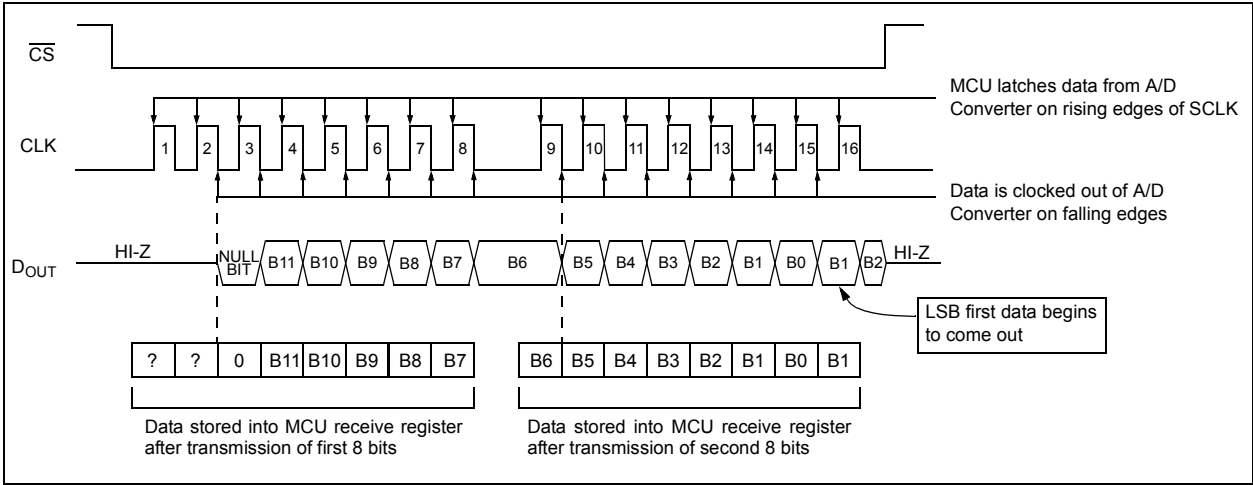 CS
MCU latches data from A/D
Converter on rising edges of SCLK
CLK
1 2 3 4 5 6 7 8 9 10 11 12 13 14 15 16
Data is clocked out of A/D
Converter on falling edges
DOUT
HI-Z NULL BIT B11 B10 B9 B8 B7 B6 B5 B4 B3 B2 B1 B0 B1 B2 HI-Z
LSB first data begins
to come out
? ? 0 B11 B10 B9 B8 B7 B6 B5 B4 B3 B2 B1 B0 B1
Data stored into MCU receive register
after transmission of first 8 bits
Data stored into MCU receive register
after transmission of second 8 bits